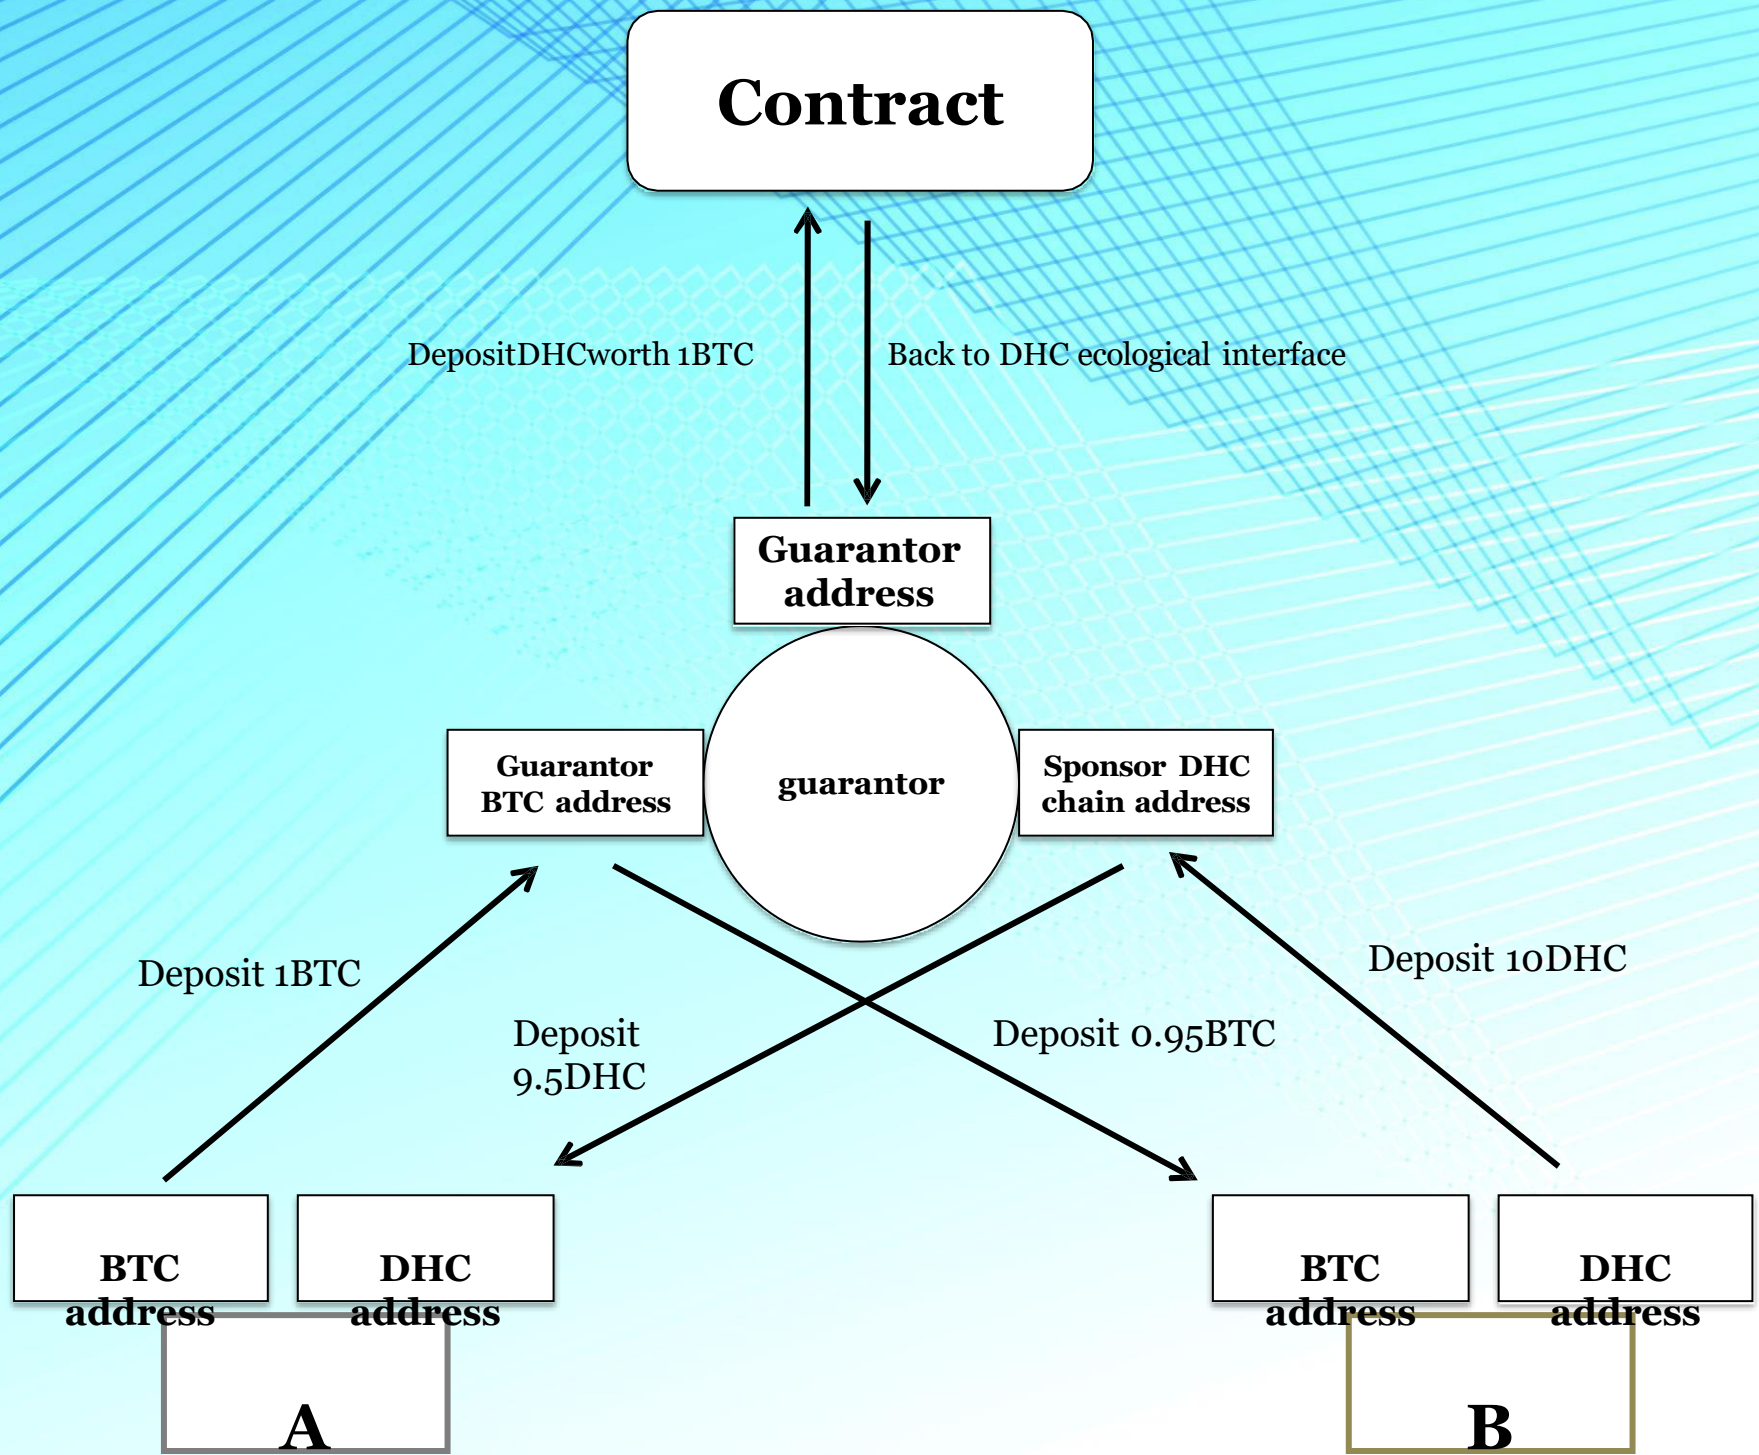 Contract
DepositDHCworth 1BTC
Back to DHC ecological interface
Guarantor
address
Guarantor
BTC address
guarantor
Sponsor DHC
chain address
Deposit 1BTC
Deposit
9.5DHC
Deposit 0.95BTC
Deposit 10DHC
BTC
address
DHC
address
BTC
address
DHC
address
A
B